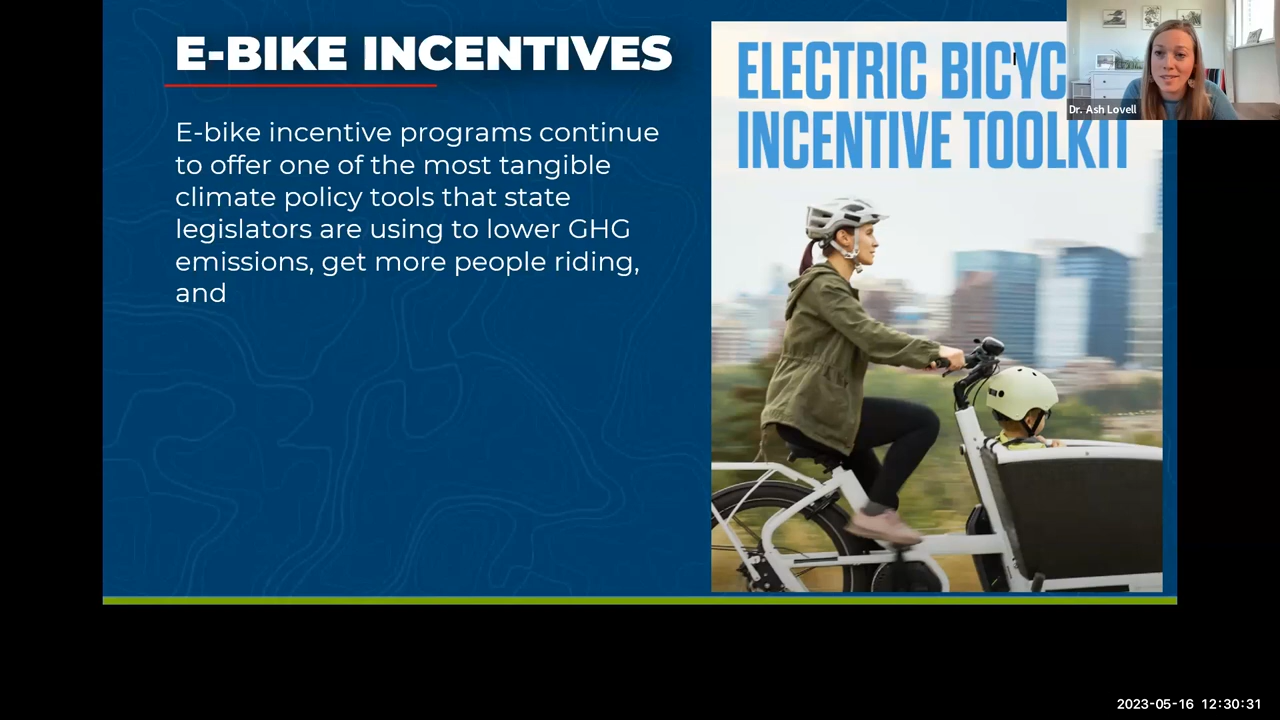 E-BIKE INCENTIVES
E-bike incentive programs continue
to offer one of the most tangible
climate policy tools that state
legislators are using to lower GHG
emissions, get more people riding,
and
ELECTRIC BICYC
INCENTIVE TOOLKIT
Dr. Ash Lovell
2023-05-16 12:30:31